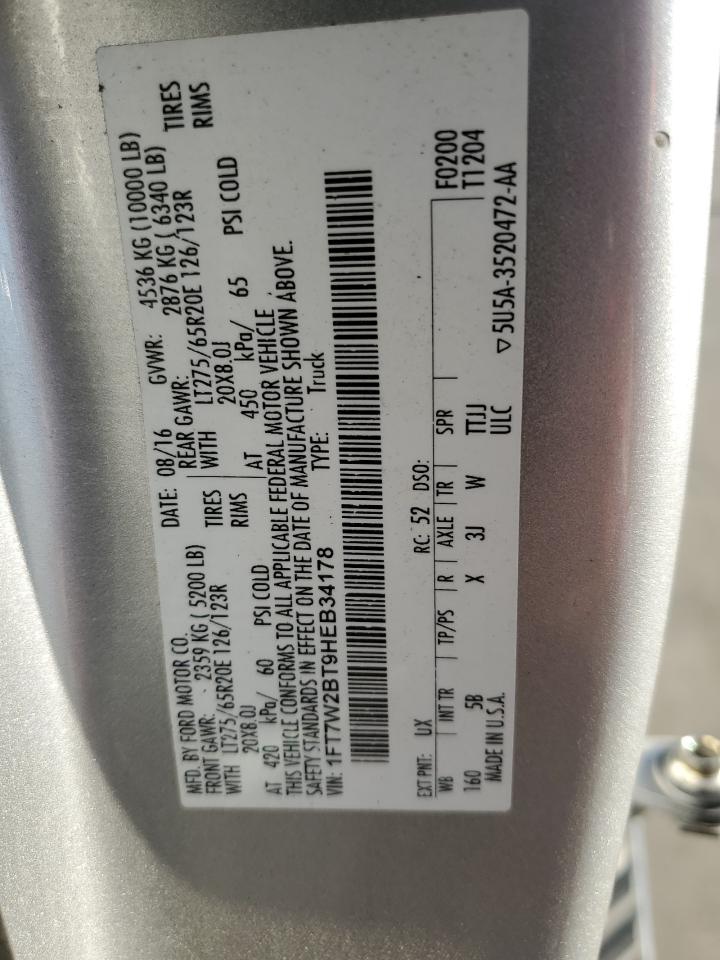 MFD. BY FORD MOTOR CO.
DATE: 08/16 GVWR: 4536 KG (10000 LB)
FRONT GAWR: 2359 KG ( 5200 LB)
REAR GAWR: 2876 KG ( 6340 LB)
WITH LT275/65R20E 126/123R TIRES
WITH LT275/65R20E 126/123R TIRES
20X8.0J RIMS
20X8.0J RIMS
AT 420 kPa/ 60 PSI COLD
AT 450 kPa/ 65 PSI COLD
THIS VEHICLE CONFORMS TO ALL APPLICABLE FEDERAL MOTOR VEHICLE
SAFETY STANDARDS IN EFFECT ON THE DATE OF MANUFACTURE SHOWN ABOVE.
VIN: 1FT7W2BT9HEB34178 TYPE: Truck
EXT PNT: UX RC: 52 DSO: F0200
WB INT TR TP/PS R AXLE TR SPR T1204
160 5B X 3J W TTJJ
MADE IN U.S.A. ULC
▽5U5A-3520472-AA